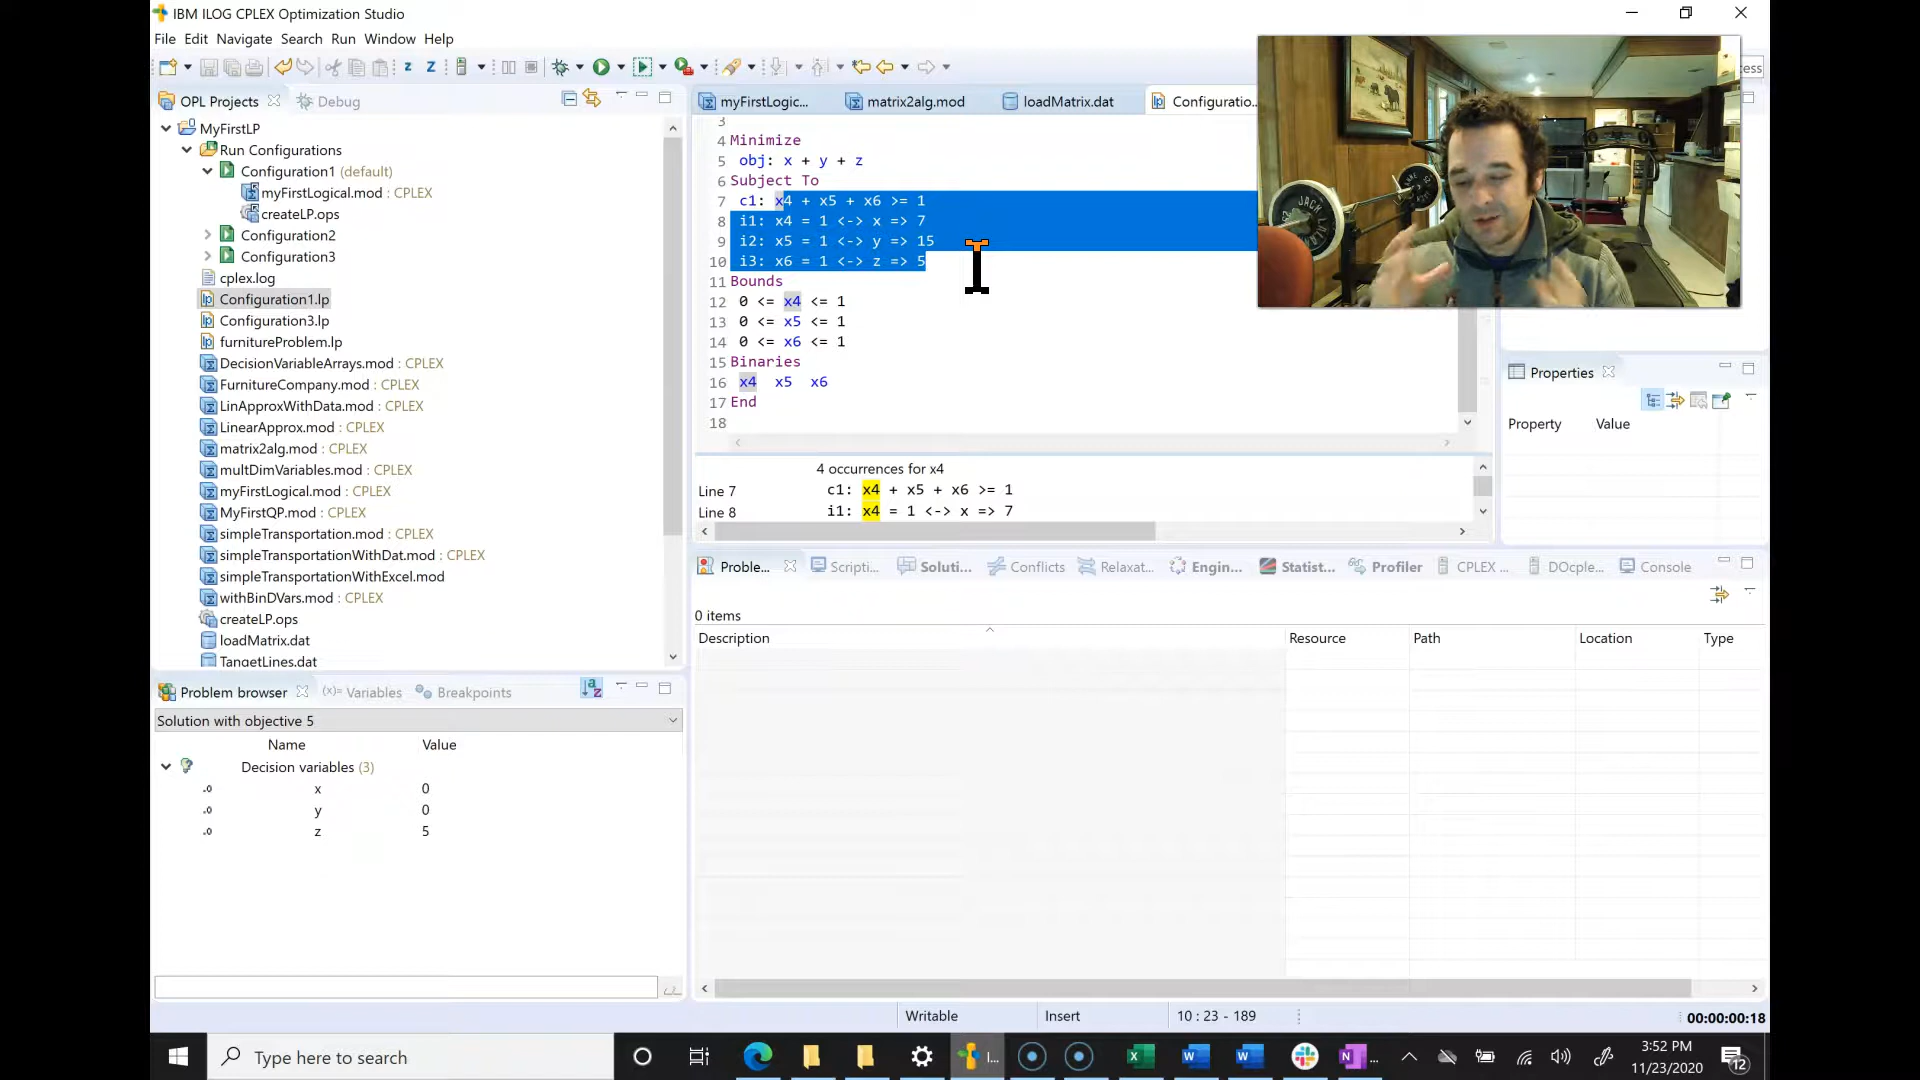 IBM ILOG CPLEX Optimization Studio
File Edit Navigate Search Run Window Help
OPL Projects
Debug
myFirstLogic...
matrix2alg.mod
loadMatrix.dat
Configuratio...
MyFirstLP
Run Configurations
Configuration1 (default)
myFirstLogical.mod : CPLEX
createLP.ops
Configuration2
Configuration3
cplex.log
Configuration1.lp
Configuration3.lp
furnitureProblem.lp
DecisionVariableArrays.mod : CPLEX
FurnitureCompany.mod : CPLEX
LinApproxWithData.mod : CPLEX
LinearApprox.mod : CPLEX
matrix2alg.mod : CPLEX
multDimVariables.mod : CPLEX
myFirstLogical.mod : CPLEX
MyFirstQP.mod : CPLEX
simpleTransportation.mod : CPLEX
simpleTransportationWithDat.mod : CPLEX
simpleTransportationWithExcel.mod
withBinDVars.mod : CPLEX
createLP.ops
loadMatrix.dat
TangetLines.dat
3
4 Minimize
5 obj: x + y + z
6 Subject To
7 c1: x4 + x5 + x6 >= 1
8 i1: x4 = 1 <-> x => 7
9 i2: x5 = 1 <-> y => 15
10 i3: x6 = 1 <-> z => 5
11 Bounds
12 0 <= x4 <= 1
13 0 <= x5 <= 1
14 0 <= x6 <= 1
15 Binaries
16 x4 x5 x6
17 End
18
4 occurrences for x4
Line 7 c1: x4 + x5 + x6 >= 1
Line 8 i1: x4 = 1 <-> x => 7
Properties
Property Value
Proble... Scripti... Soluti... Conflicts Relaxat... Engin... Statist... Profiler CPLEX ... DOcple... Console
0 items
Description Resource Path Location Type
Problem browser
(x)= Variables
Breakpoints
Solution with objective 5
Name Value
Decision variables (3)
x 0
y 0
z 5
Writable Insert 10 : 23 - 189 00:00:00:18
Type here to search
3:52 PM
11/23/2020
12